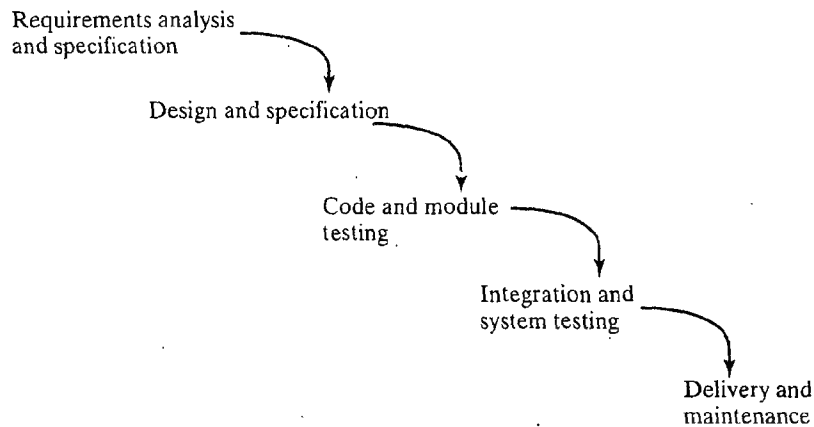 Requirements analysis
and specification
Design and specification
Code and module
testing
Integration and
system testing
Delivery and
maintenance